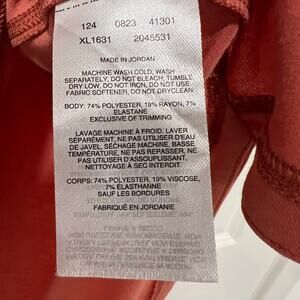 124 0823 41301
XL1631 2045531
MADE IN JORDAN
MACHINE WASH COLD, WASH
SEPARATELY, DO NOT BLEACH, TUMBLE
DRY LOW, DO NOT IRON, DO NOT USE
FABRIC SOFTENER, DO NOT DRYCLEAN
BODY: 74% POLYESTER, 19% RAYON, 7%
ELASTANE
EXCLUSIVE OF TRIMMING
LAVAGE MACHINE À FROID, LAVER
SÉPARÉMENT, NE PAS UTILISER D'EAU
DE JAVEL, SÉCHAGE MACHINE, BASSE
TEMPÉRATURE, NE PAS REPASSER, NE
PAS UTILISER D'ASSOUPLISSANT,
NETTOYAGE À SEC INTERDIT
CORPS: 74% POLYESTER, 19% VISCOSE,
7% ÉLASTHANNE
SAUF LES BORDURES
FABRIQUÉ EN JORDANIE